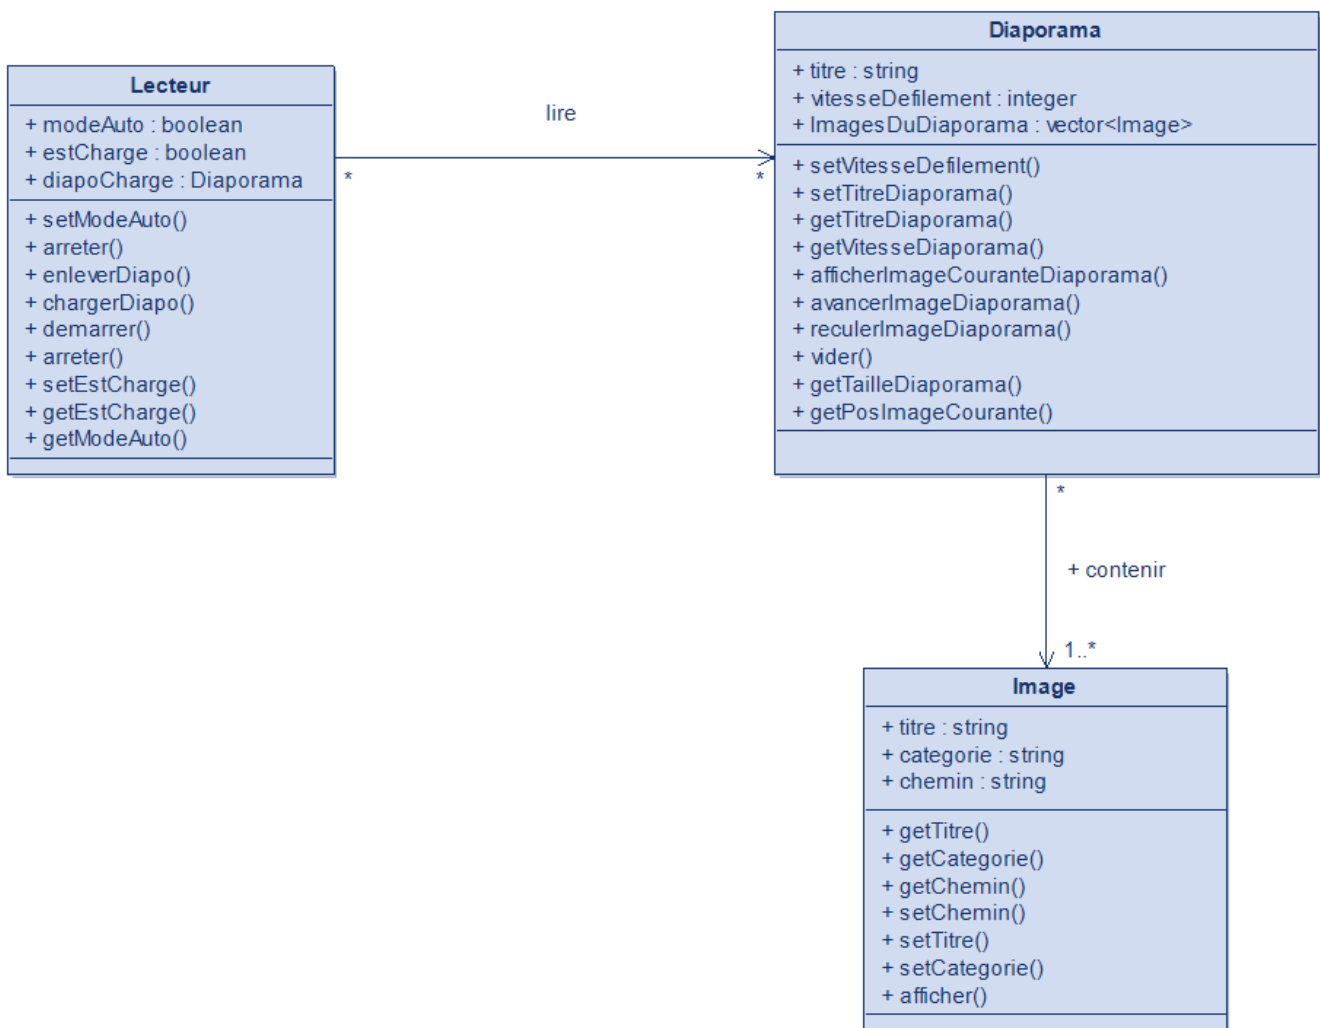 Lecteur
+ modeAuto : boolean
+ estCharge : boolean
+ diapoCharge : Diaporama
+ setModeAuto()
+ arreter()
+ enleverDiapo()
+ chargerDiapo()
+ demarrer()
+ arreter()
+ setEstCharge()
+ getEstCharge()
+ getModeAuto()
lire
*
*
Diaporama
+ titre : string
+ vitesseDefilement : integer
+ ImagesDuDiaporama : vector<Image>
+ setVitesseDefilement()
+ setTitreDiaporama()
+ getTitreDiaporama()
+ getVitesseDiaporama()
+ afficherImageCouranteDiaporama()
+ avancerImageDiaporama()
+ reculerImageDiaporama()
+ vider()
+ getTailleDiaporama()
+ getPosImageCourante()
*
+ contenir
1..*
Image
+ titre : string
+ categorie : string
+ chemin : string
+ getTitre()
+ getCategorie()
+ getChemin()
+ setChemin()
+ setTitre()
+ setCategorie()
+ afficher()